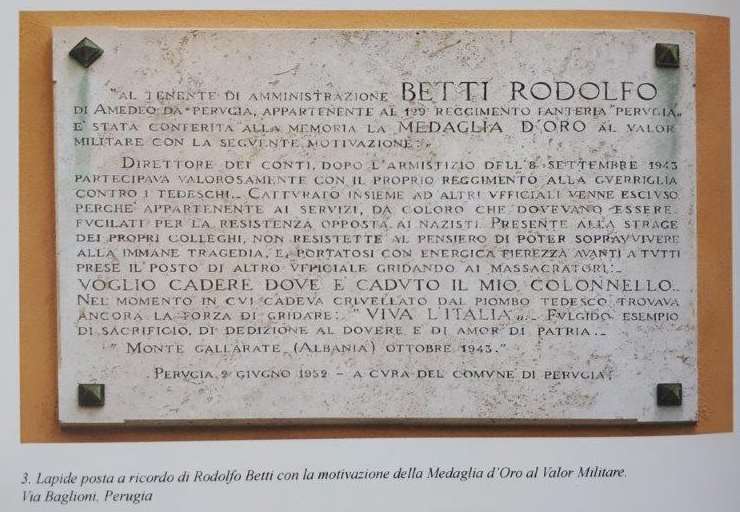 "AL TENENTE DI AMMINISTRAZIONE BETTI RODOLFO
DI AMEDEO DA PERVGIA, APPARTENENTE AL 129 REGGIMENTO FANTERIA "PERVGIA"
E' STATA CONFERITA ALLA MEMORIA LA MEDAGLIA D'ORO AL VALOR
MILITARE CON LA SEGVENTE MOTIVAZIONE:
DIRETTORE DEI CONTI, DOPO L'ARMISTIZIO DELL'8 SETTEMBRE 1943
PARTECIPAVA VALOROSAMENTE CON IL PROPRIO REGGIMENTO ALLA GVERRIGLIA
CONTRO I TEDESCHI.. CATTVRATO INSIEME AD ALTRI VFFICIALI VENNE ESCLVSO
PERCHE' APPARTENENTE AI SERVIZI, DA COLORO CHE DOVEVANO ESSERE
FVCILATI PER LA RESISTENZA OPPOSTA AI NAZISTI. PRESENTE ALLA STRAGE
DEI PROPRI COLLEGHI, NON RESISTETTE AL PENSIERO DI POTER SOPRAVVIVERE
ALLA IMMANE TRAGEDIA, E, PORTATOSI CON ENERGICA FIEREZZA AVANTI A TVTTI
PRESE IL POSTO DI ALTRO VFFICIALE GRIDANDO AI MASSACRATORI:_
VOGLIO CADERE DOVE E' CADVTO IL MIO COLONNELLO..
NEL MOMENTO IN CVI CADEVA CRIVELLATO DAL PIOMBO TEDESCO TROVAVA
ANCORA LA FORZA DI GRIDARE: "VIVA L'ITALIA".. FVLGIDO ESEMPIO
DI SACRIFICIO, DI DEDIZIONE AL DOVERE E DI AMOR DI PATRIA..
" MONTE GALLARATE (ALBANIA) OTTOBRE 1943."
PERVGIA, 2 GIVGNO 1952 - A CVRA DEL COMVNE DI PERVGIA.
3. Lapide posta a ricordo di Rodolfo Betti con la motivazione della Medaglia d'Oro al Valor Militare.
Via Baglioni. Perugia